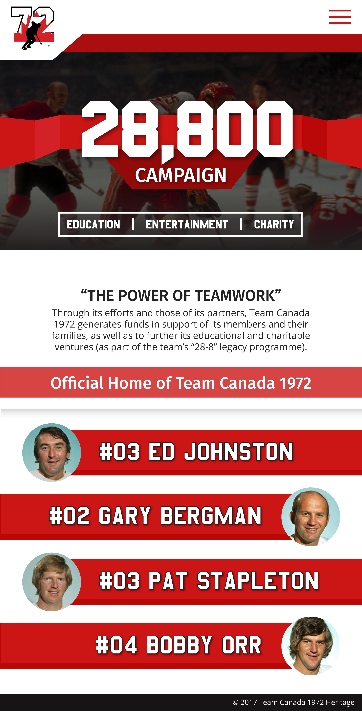 72
28,800
CAMPAIGN
EDUCATION | ENTERTAINMENT | CHARITY
“THE POWER OF TEAMWORK”
Through its efforts and those of its partners, Team Canada
1972 generates funds in support of its members and their
families, as well as to further its educational and charitable
ventures (as part of the team's “28-8” legacy programme).
Official Home of Team Canada 1972
#03 ED JOHNSTON
#02 GARY BERGMAN
#03 PAT STAPLETON
#04 BOBBY ORR
© 2017 Team Canada 1972 Heritage